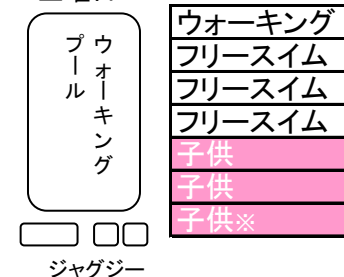 ウォーキング
プール
ウォーキング
フリースイム
フリースイム
フリースイム
子供
子供
子供※
ジャグジー